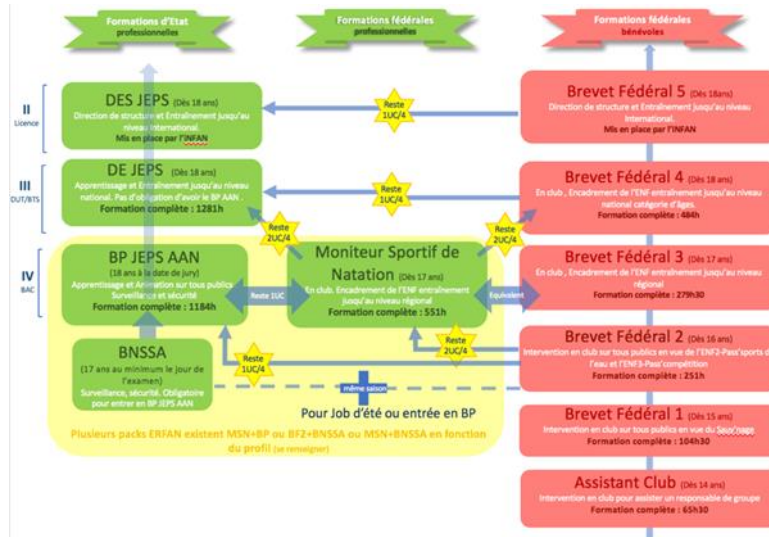 Formations d'Etat
professionnelles
Formations fédérales
professionnelles
Formations fédérales
bénévoles
II
Licence
DES JEPS (Dès 18 ans)
Direction de structure et Entraînement jusqu'au
niveau International.
Mis en place par l'INFAN
Reste
1UC/4
Brevet Fédéral 5 (Dès 18ans)
Direction de structure et Entraînement jusqu'au niveau
International.
Mis en place par l'INFAN
III
DUT/BTS
DE JEPS (Dès 18 ans)
Apprentissage et Entraînement jusqu'au niveau
national. Pas d'obligation d'avoir le BP AAN .
Formation complète : 1281h
Reste
1UC/4
Brevet Fédéral 4 (Dès 18 ans)
En club , Encadrement de l'ENF entraînement jusqu'au niveau
national catégorie d'âges.
Formation complète : 484h
Reste
2UC/4
Reste
2UC/4
IV
BAC
BP JEPS AAN
(18 ans à la date de jury)
Apprentissage et Animation sur tous publics
Surveillance et sécurité
Formation complète : 1184h
Reste 1UC
Moniteur Sportif de
Natation (Dès 17 ans)
En club. Encadrement de l'ENF entraînement
jusqu'au niveau régional
Formation complète : 551h
Equivalent
Brevet Fédéral 3 (Dès 17 ans)
En club , Encadrement de l'ENF entraînement jusqu'au niveau
régional
Formation complète : 279h30
Reste
1UC/4
Reste
2UC/4
BNSSA
(17 ans au minimum le jour de
l'examen)
Surveillance, sécurité. Obligatoire
pour entrer en BP JEPS AAN
même saison
Pour Job d'été ou entrée en BP
Brevet Fédéral 2 (Dès 16 ans)
Intervention en club sur tous publics en vue de l'ENF2-Pass'sports de
l'eau et l'ENF3-Pass'compétition.
Formation complète : 251h
Plusieurs packs ERFAN existent MSN+BP ou BF2+BNSSA ou MSN+BNSSA en fonction
du profil (se renseigner)
Brevet Fédéral 1 (Dès 15 ans)
Intervention en club sur tous publics en vu du Sauv'nage
Formation complète : 104h30
Assistant Club (Dès 14 ans)
Intervention en club pour assister un responsable de groupe
Formation complète : 65h30